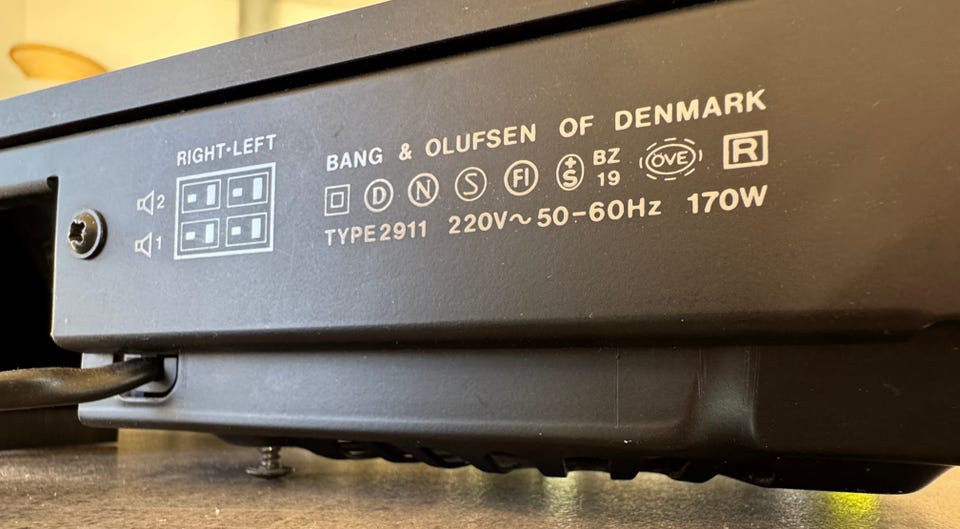 RIGHT·LEFT
2
1
BANG & OLUFSEN OF DENMARK
D N S FI +S BZ 19 ÖVE R
TYPE 2911 220V~50-60Hz 170W